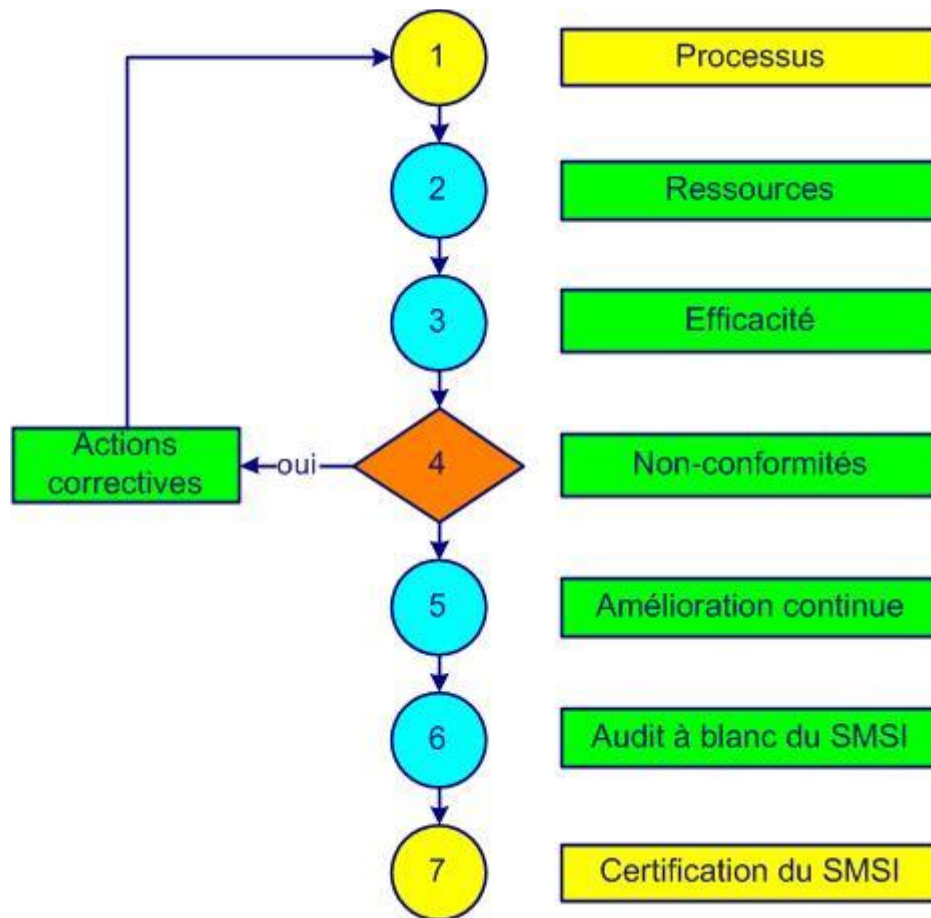 1
Processus
2
Ressources
3
Efficacité
Actions
correctives
oui
4
Non-conformités
5
Amélioration continue
6
Audit à blanc du SMSI
7
Certification du SMSI